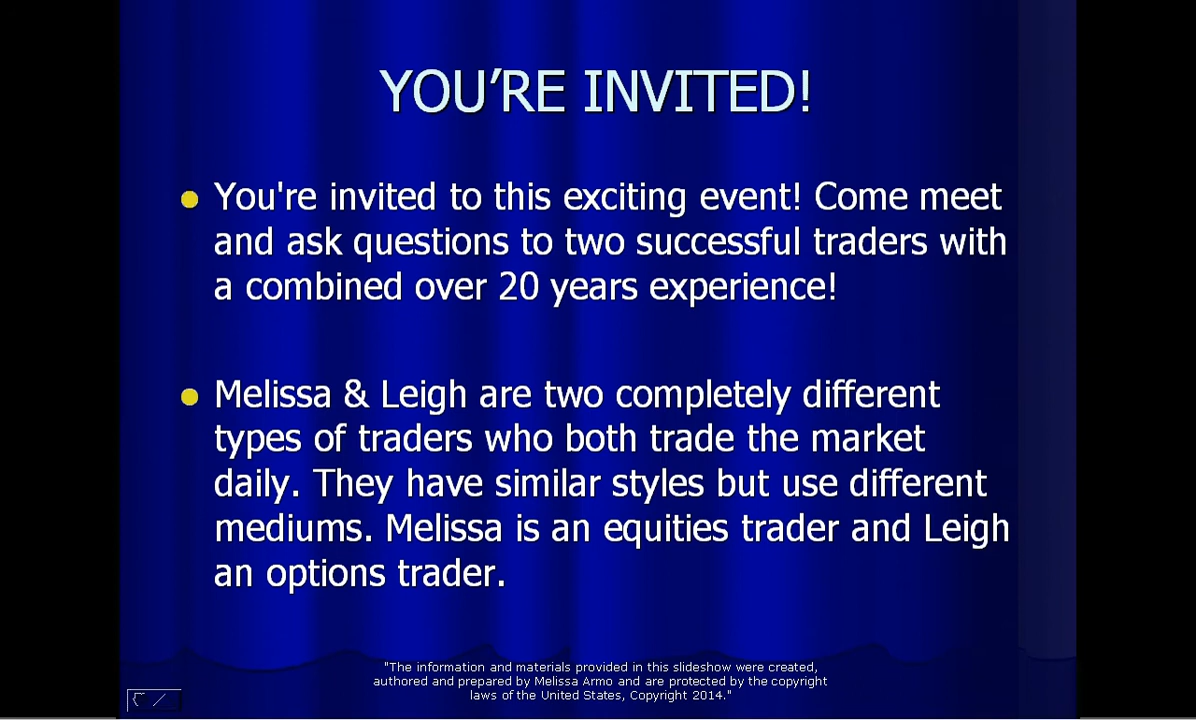 YOU’RE INVITED!
You're invited to this exciting event! Come meet
and ask questions to two successful traders with
a combined over 20 years experience!
Melissa & Leigh are two completely different
types of traders who both trade the market
daily. They have similar styles but use different
mediums. Melissa is an equities trader and Leigh
an options trader.
"The information and materials provided in this slideshow were created,
authored and prepared by Melissa Armo and are protected by the copyright
laws of the United States, Copyright 2014."